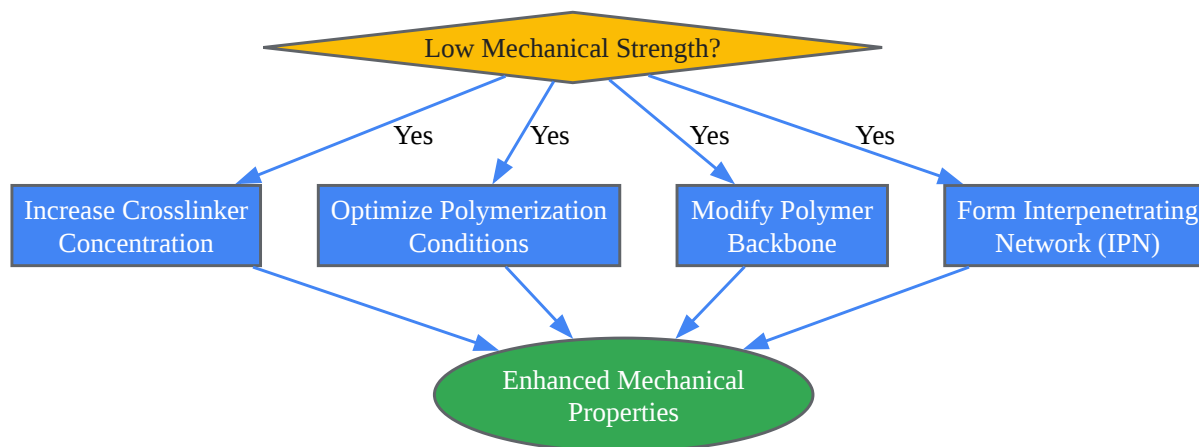 Low Mechanical Strength?
Yes
Yes
Yes
Yes
Increase Crosslinker
Concentration
Optimize Polymerization
Conditions
Modify Polymer
Backbone
Form Interpenetrating
Network (IPN)
Enhanced Mechanical
Properties